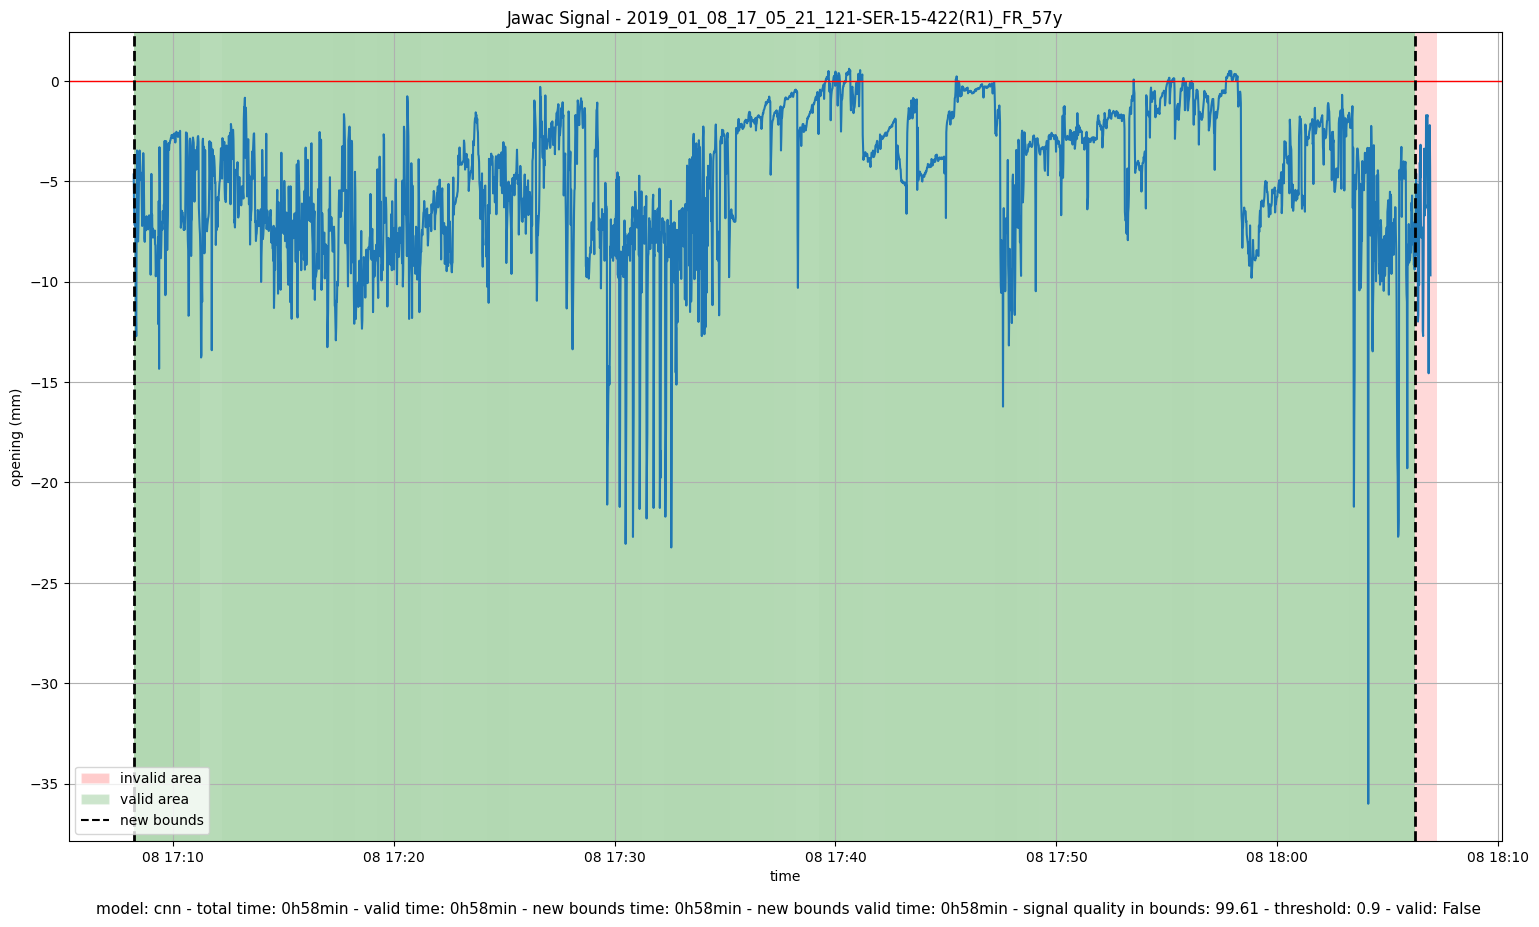 Jawac Signal - 2019_01_08_17_05_21_121-SER-15-422(R1)_FR_57y
opening (mm)
0
−5
−10
−15
−20
−25
−30
−35
invalid area
valid area
new bounds
08 17:10
08 17:20
08 17:30
08 17:40
08 17:50
08 18:00
08 18:10
time
model: cnn - total time: 0h58min - valid time: 0h58min - new bounds time: 0h58min - new bounds valid time: 0h58min - signal quality in bounds: 99.61 - threshold: 0.9 - valid: False